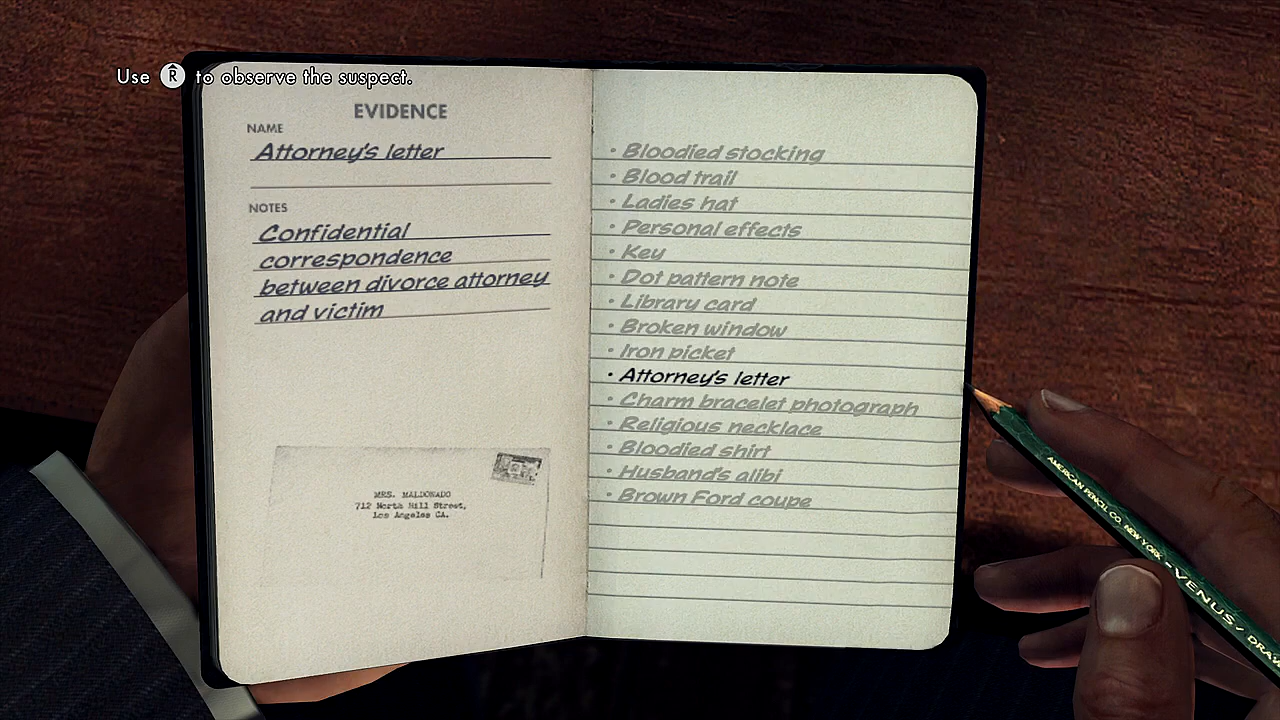 Use R to observe the suspect.
EVIDENCE
NAME
Attorney's letter
NOTES
Confidential
correspondence
between divorce attorney
and victim
MRS. MALDONADO
712 North Hill Street,
Los Angeles CA.
• Bloodied stocking
• Blood trail
• Ladies hat
• Personal effects
• Key
• Dot pattern note
• Library card
• Broken window
• Iron picket
• Attorney's letter
• Charm bracelet photograph
• Religious necklace
• Bloodied shirt
• Husband's alibi
• Brown Ford coupe
AMERICAN PENCIL CO. NEW YORK VENUS / DRAW